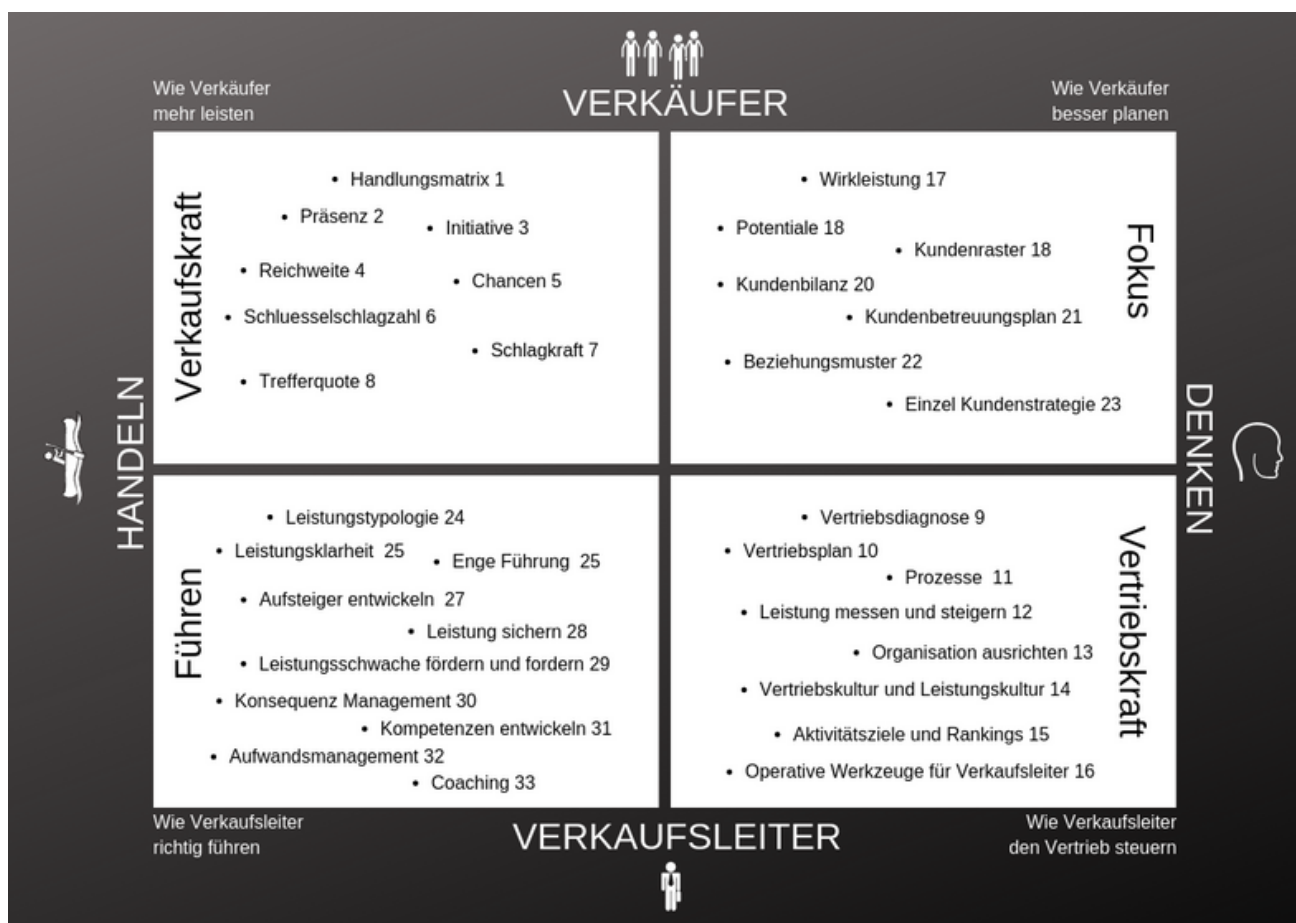 Wie Verkäufer
mehr leisten
VERKÄUFER
Wie Verkäufer
besser planen
Verkaufskraft
• Handlungsmatrix 1
• Präsenz 2
• Initiative 3
• Reichweite 4
• Chancen 5
• Schluesselschlagzahl 6
• Schlagkraft 7
• Trefferquote 8
Fokus
• Wirkleistung 17
• Potentiale 18
• Kundenraster 18
• Kundenbilanz 20
• Kundenbetreuungsplan 21
• Beziehungsmuster 22
• Einzel Kundenstrategie 23
HANDELN
DENKEN
Führen
• Leistungstypologie 24
• Leistungsklarheit 25
• Enge Führung 25
• Aufsteiger entwickeln 27
• Leistung sichern 28
• Leistungsschwache fördern und fordern 29
• Konsequenz Management 30
• Kompetenzen entwickeln 31
• Aufwandsmanagement 32
• Coaching 33
Vertriebskraft
• Vertriebsdiagnose 9
• Vertriebsplan 10
• Prozesse 11
• Leistung messen und steigern 12
• Organisation ausrichten 13
• Vertriebskultur und Leistungskultur 14
• Aktivitätsziele und Rankings 15
• Operative Werkzeuge für Verkaufsleiter 16
Wie Verkaufsleiter
richtig führen
VERKAUFSLEITER
Wie Verkaufsleiter
den Vertrieb steuern